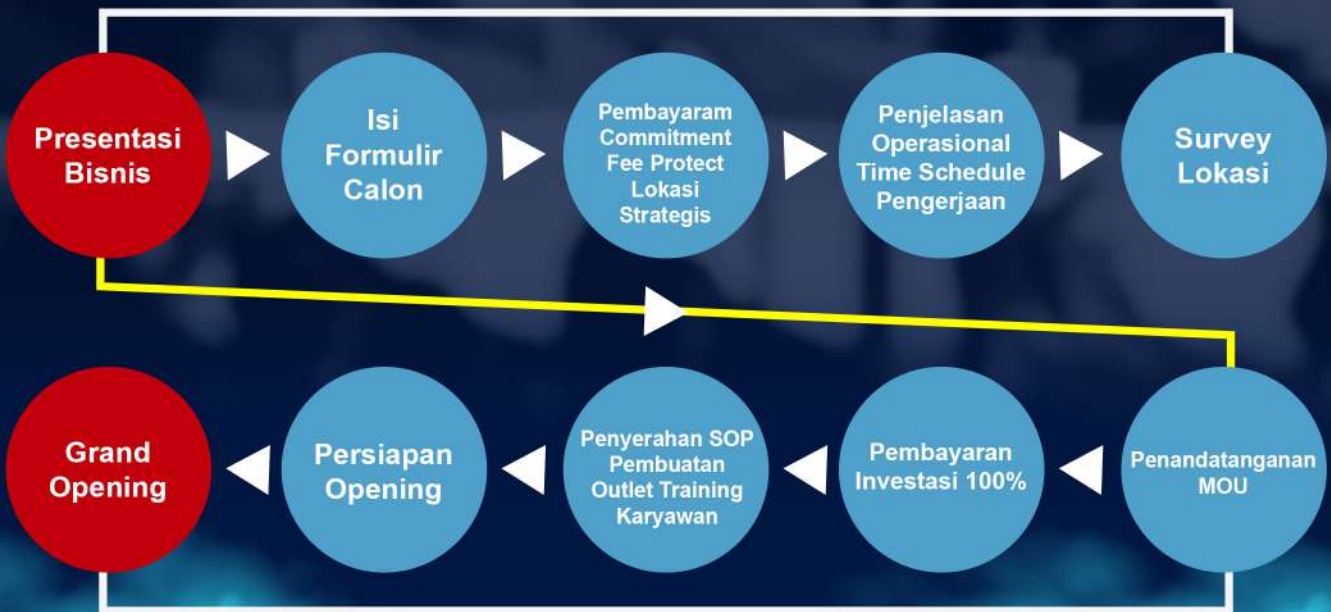 Presentasi
Bisnis
Isi
Formulir
Calon
Pembayaram
Commitment
Fee Protect
Lokasi
Strategis
Penjelasan
Operasional
Time Schedule
Pengerjaan
Survey
Lokasi
Grand
Opening
Persiapan
Opening
Penyerahan SOP
Pembuatan
Outlet Training
Karyawan
Pembayaran
Investasi 100%
Penandatanganan
MOU